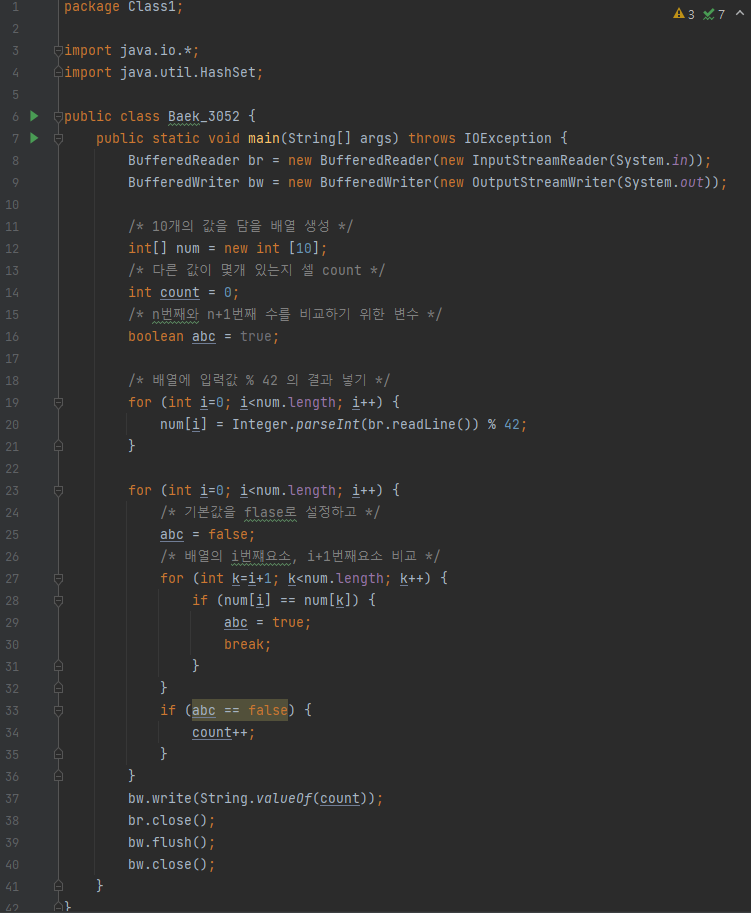 3 7
1 package Class1;
2
3 import java.io.*;
4 import java.util.HashSet;
5
6 public class Baek_3052 {
7 public static void main(String[] args) throws IOException {
8 BufferedReader br = new BufferedReader(new InputStreamReader(System.in));
9 BufferedWriter bw = new BufferedWriter(new OutputStreamWriter(System.out));
10
11 /* 10개의 값을 담을 배열 생성 */
12 int[] num = new int [10];
13 /* 다른 값이 몇개 있는지 셀 count */
14 int count = 0;
15 /* n번째와 n+1번째 수를 비교하기 위한 변수 */
16 boolean abc = true;
17
18 /* 배열에 입력값 % 42 의 결과 넣기 */
19 for (int i=0; i<num.length; i++) {
20 num[i] = Integer.parseInt(br.readLine()) % 42;
21 }
22
23 for (int i=0; i<num.length; i++) {
24 /* 기본값을 flase로 설정하고 */
25 abc = false;
26 /* 배열의 i번째요소, i+1번째요소 비교 */
27 for (int k=i+1; k<num.length; k++) {
28 if (num[i] == num[k]) {
29 abc = true;
30 break;
31 }
32 }
33 if (abc == false) {
34 count++;
35 }
36 }
37 bw.write(String.valueOf(count));
38 br.close();
39 bw.flush();
40 bw.close();
41 }
42 }